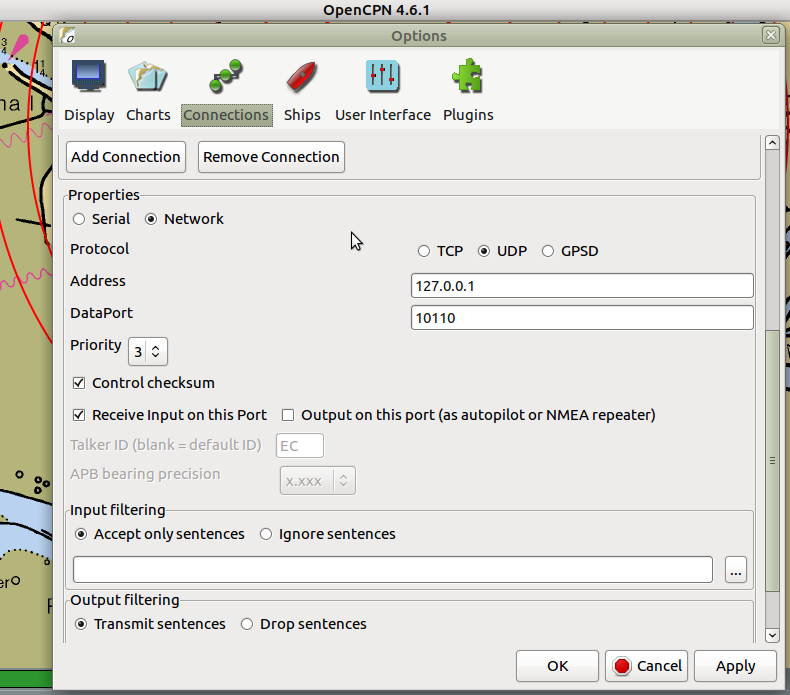 OpenCPN 4.6.1
Options
Display Charts Connections Ships User Interface Plugins
Add Connection Remove Connection
Properties
Serial Network
Protocol TCP UDP GPSD
Address 127.0.0.1
DataPort 10110
Priority 3
Control checksum
Receive Input on this Port Output on this port (as autopilot or NMEA repeater)
Talker ID (blank = default ID) EC
APB bearing precision x.xxx
Input filtering
Accept only sentences Ignore sentences
...
Output filtering
Transmit sentences Drop sentences
OK Cancel Apply